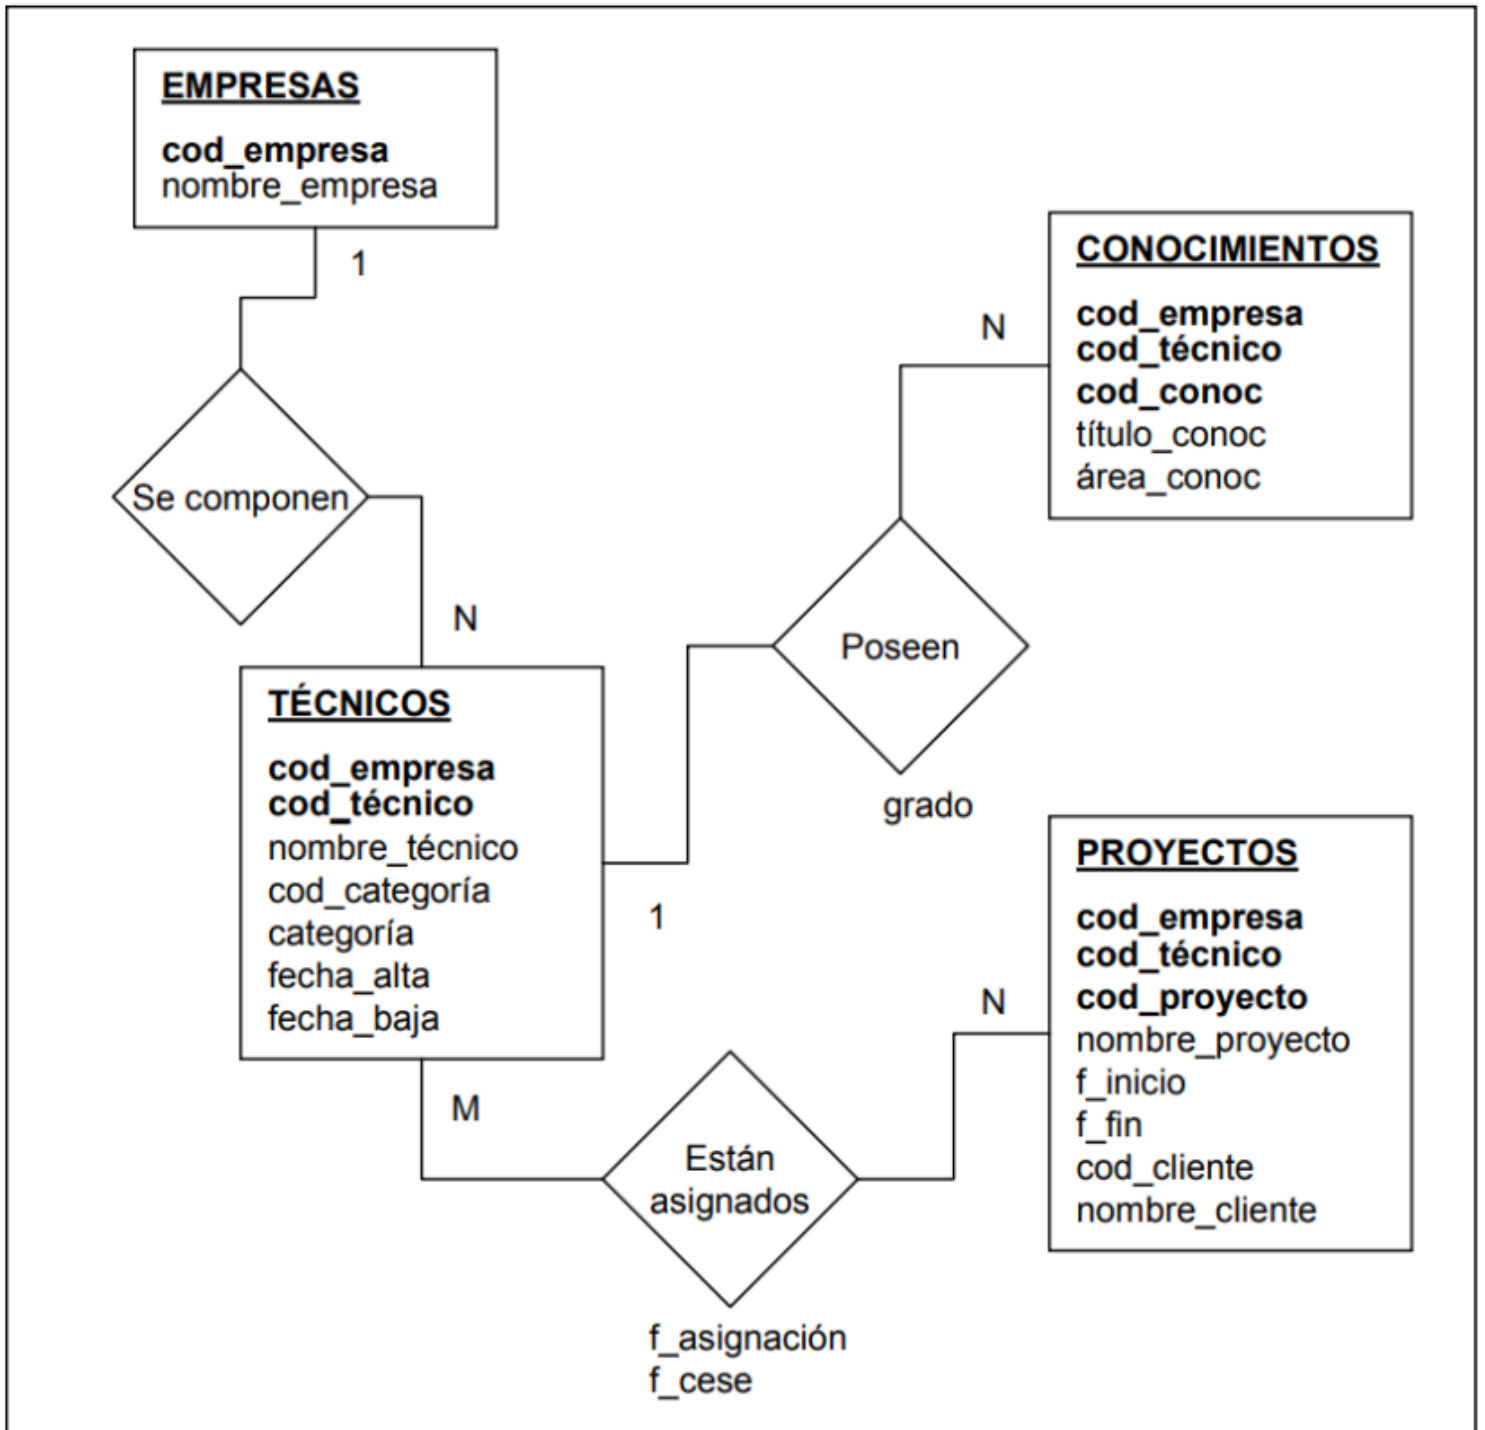 EMPRESAS
cod_empresa
nombre_empresa
1
Se componen
N
TÉCNICOS
cod_empresa
cod_técnico
nombre_técnico
cod_categoría
categoría
fecha_alta
fecha_baja
1
Poseen
grado
N
CONOCIMIENTOS
cod_empresa
cod_técnico
cod_conoc
título_conoc
área_conoc
M
Están
asignados
f_asignación
f_cese
N
PROYECTOS
cod_empresa
cod_técnico
cod_proyecto
nombre_proyecto
f_inicio
f_fin
cod_cliente
nombre_cliente